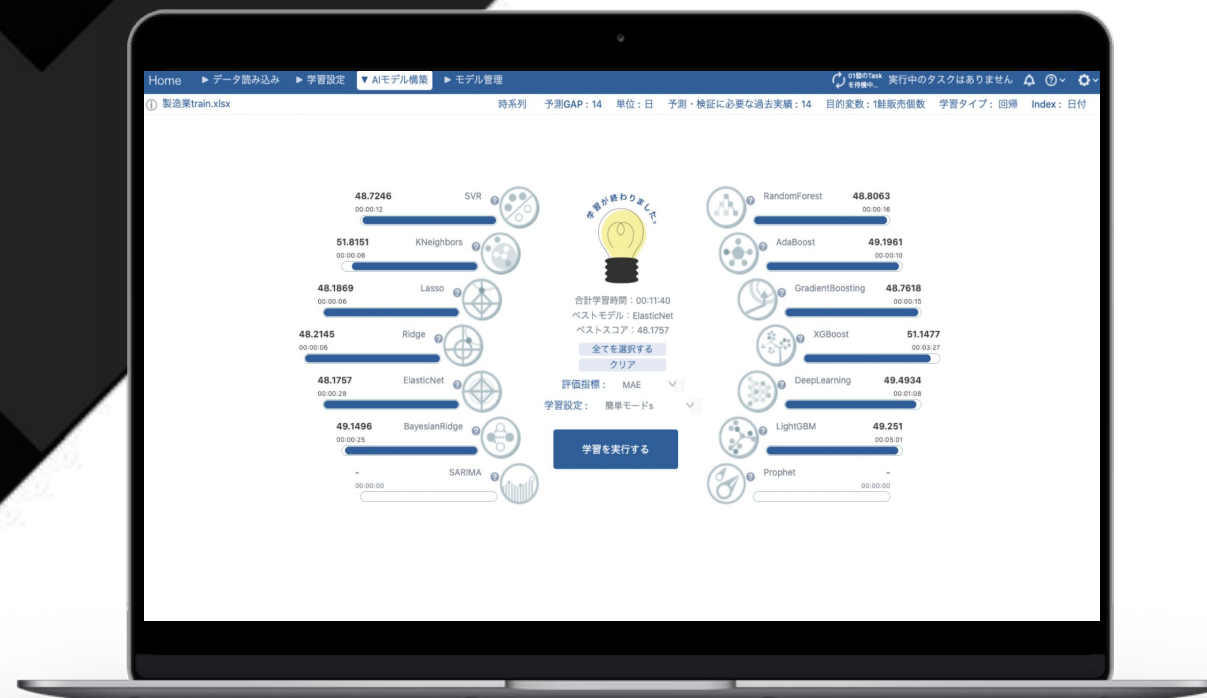 Home ▶ データ読み込み ▶ 学習設定 ▼ AIモデル構築 ▶ モデル管理
01個のTask
を待機中...
実行中のタスクはありません
製造業train.xlsx
時系列 予測GAP : 14 単位 : 日 予測・検証に必要な過去実績 : 14 目的変数 : 1鮭販売個数 学習タイプ : 回帰 Index : 日付
48.7246 SVR
00:00:12
51.8151 KNeighbors
00:00:06
48.1869 Lasso
00:00:06
48.2145 Ridge
00:00:06
48.1757 ElasticNet
00:00:28
49.1496 BayesianRidge
00:00:25
- SARIMA
00:00:00
学習が終わりました。
合計学習時間 : 00:11:40
ベストモデル : ElasticNet
ベストスコア : 48.1757
全てを選択する
クリア
評価指標 : MAE
学習設定 : 簡単モードs
学習を実行する
RandomForest 48.8063
00:00:16
AdaBoost 49.1961
00:00:10
GradientBoosting 48.7618
00:00:15
XGBoost 51.1477
00:03:27
DeepLearning 49.4934
00:01:08
LightGBM 49.251
00:05:01
Prophet -
00:00:00